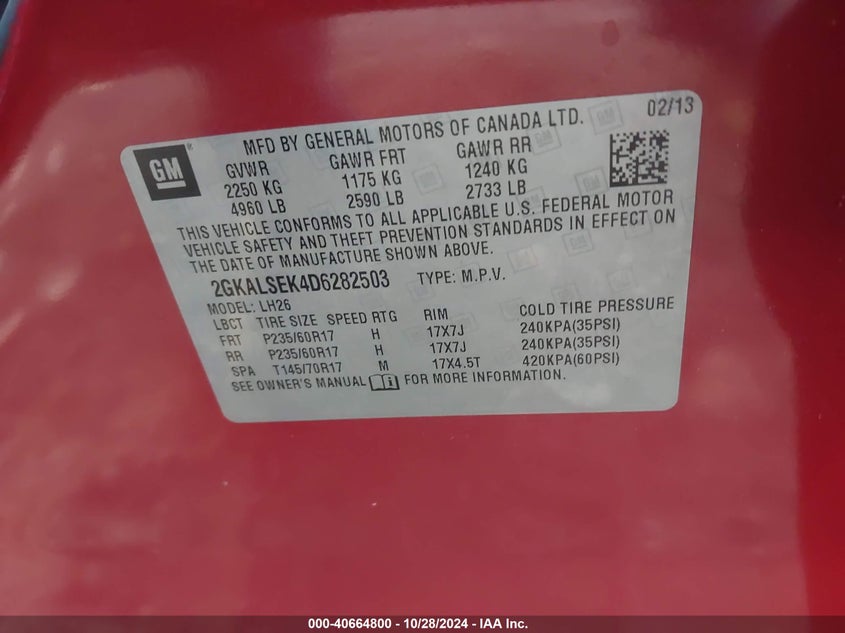 02/13
GM
MFD BY GENERAL MOTORS OF CANADA LTD.
GVWR GAWR FRT GAWR RR
2250 KG 1175 KG 1240 KG
4960 LB 2590 LB 2733 LB
THIS VEHICLE CONFORMS TO ALL APPLICABLE U.S. FEDERAL MOTOR
VEHICLE SAFETY AND THEFT PREVENTION STANDARDS IN EFFECT ON
THE DATE OF MANUFACTURE SHOWN ABOVE.
2GKALSEK4D6282503 TYPE: M.P.V.
MODEL: LH26
LBCT TIRE SIZE SPEED RTG RIM COLD TIRE PRESSURE
FRT P235/60R17 H 17X7J 240KPA(35PSI)
RR P235/60R17 H 17X7J 240KPA(35PSI)
SPA T145/70R17 M 17X4.5T 420KPA(60PSI)
SEE OWNER'S MANUAL FOR MORE INFORMATION.
000-40664800 - 10/28/2024 - IAA Inc.